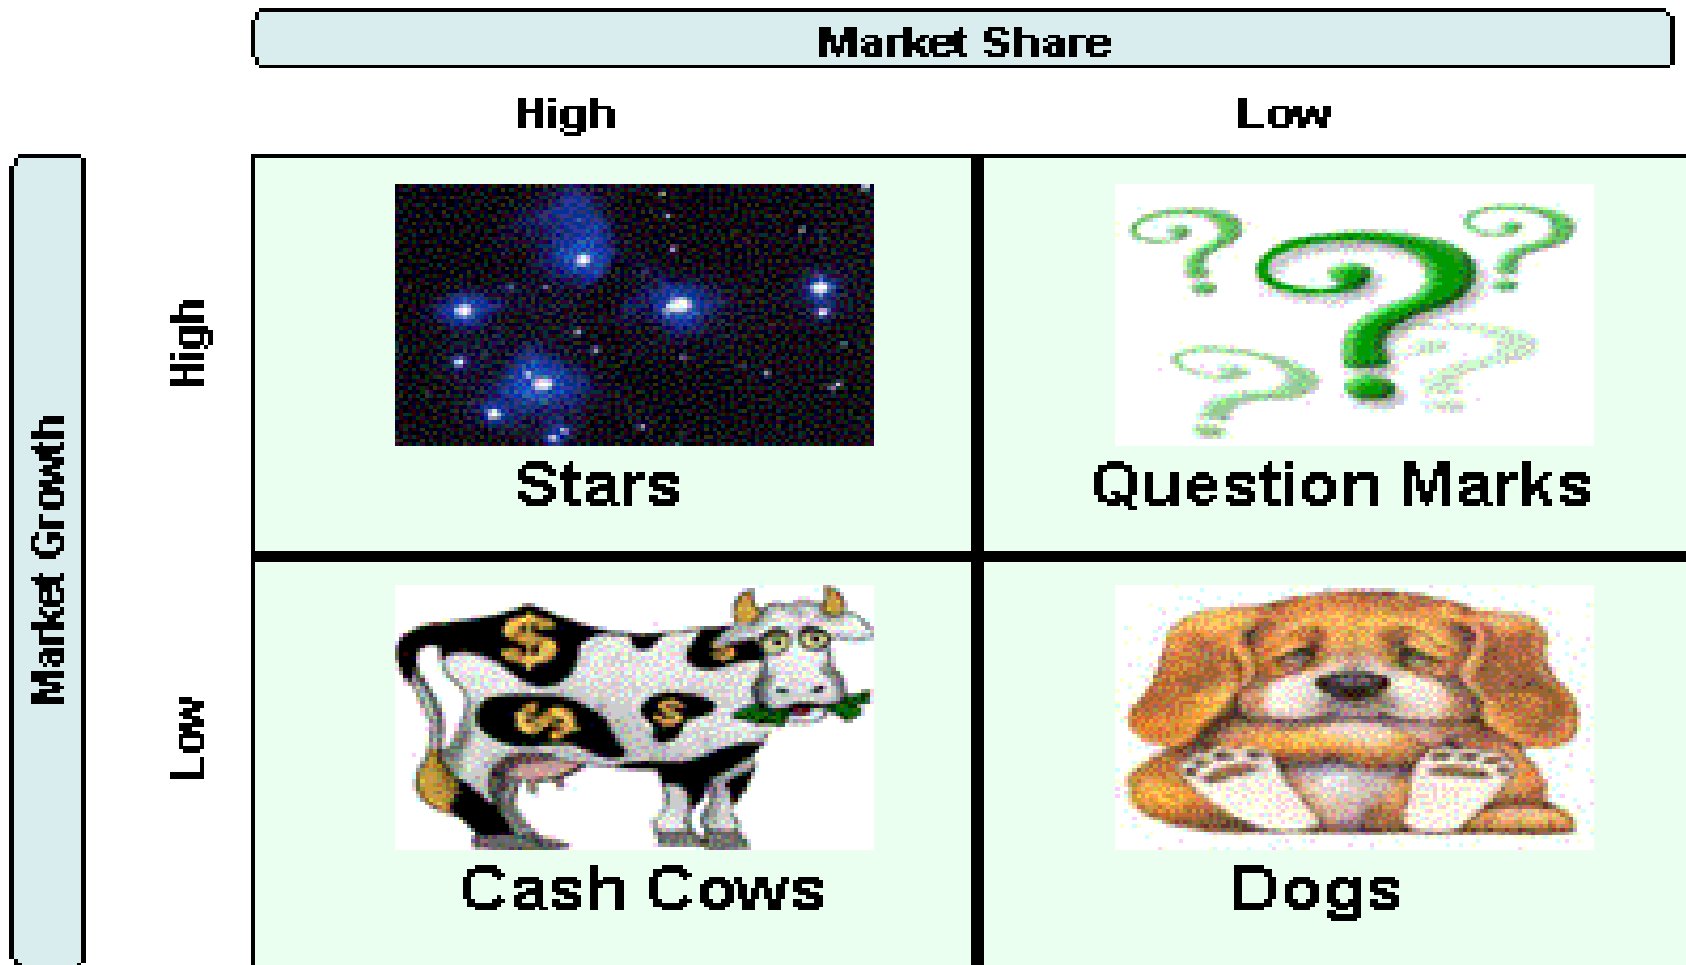 Market Share
High
Low
Market Growth
High
Stars
Question Marks
Low
$
$
$
$
Cash Cows
Dogs